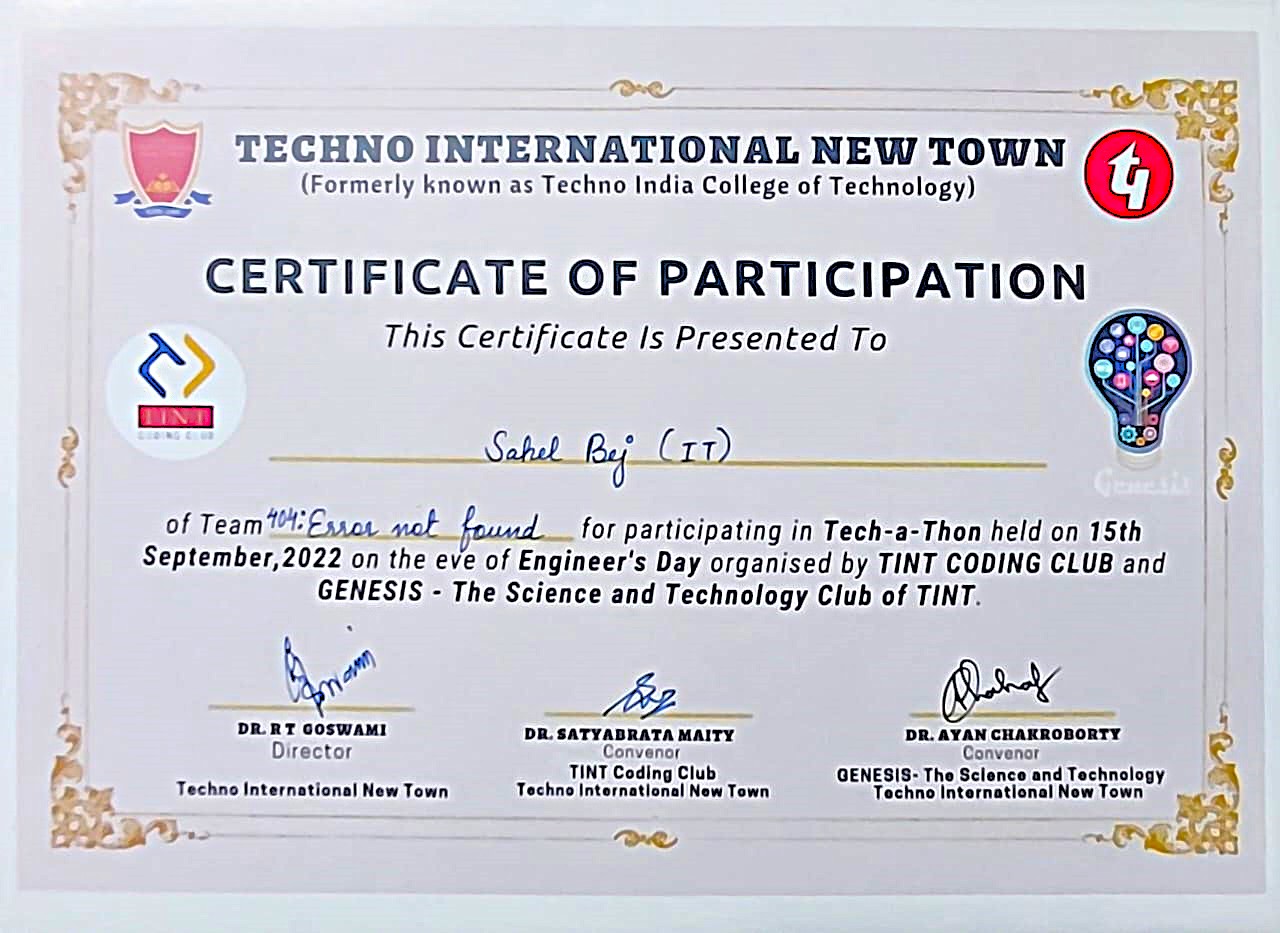 TECHNO INTERNATIONAL NEW TOWN
(Formerly known as Techno India College of Technology)
CERTIFICATE OF PARTICIPATION
This Certificate Is Presented To
TINT
CODING CLUB
Genesis
Sahel Bej (IT)
of Team 404: Error not found for participating in Tech-a-Thon held on 15th
September,2022 on the eve of Engineer's Day organised by TINT CODING CLUB and
GENESIS - The Science and Technology Club of TINT.
DR. R T GOSWAMI
Director
Techno International New Town
DR. SATYABRATA MAITY
Convenor
TINT Coding Club
Techno International New Town
DR. AYAN CHAKROBORTY
Convenor
GENESIS- The Science and Technology
Techno International New Town